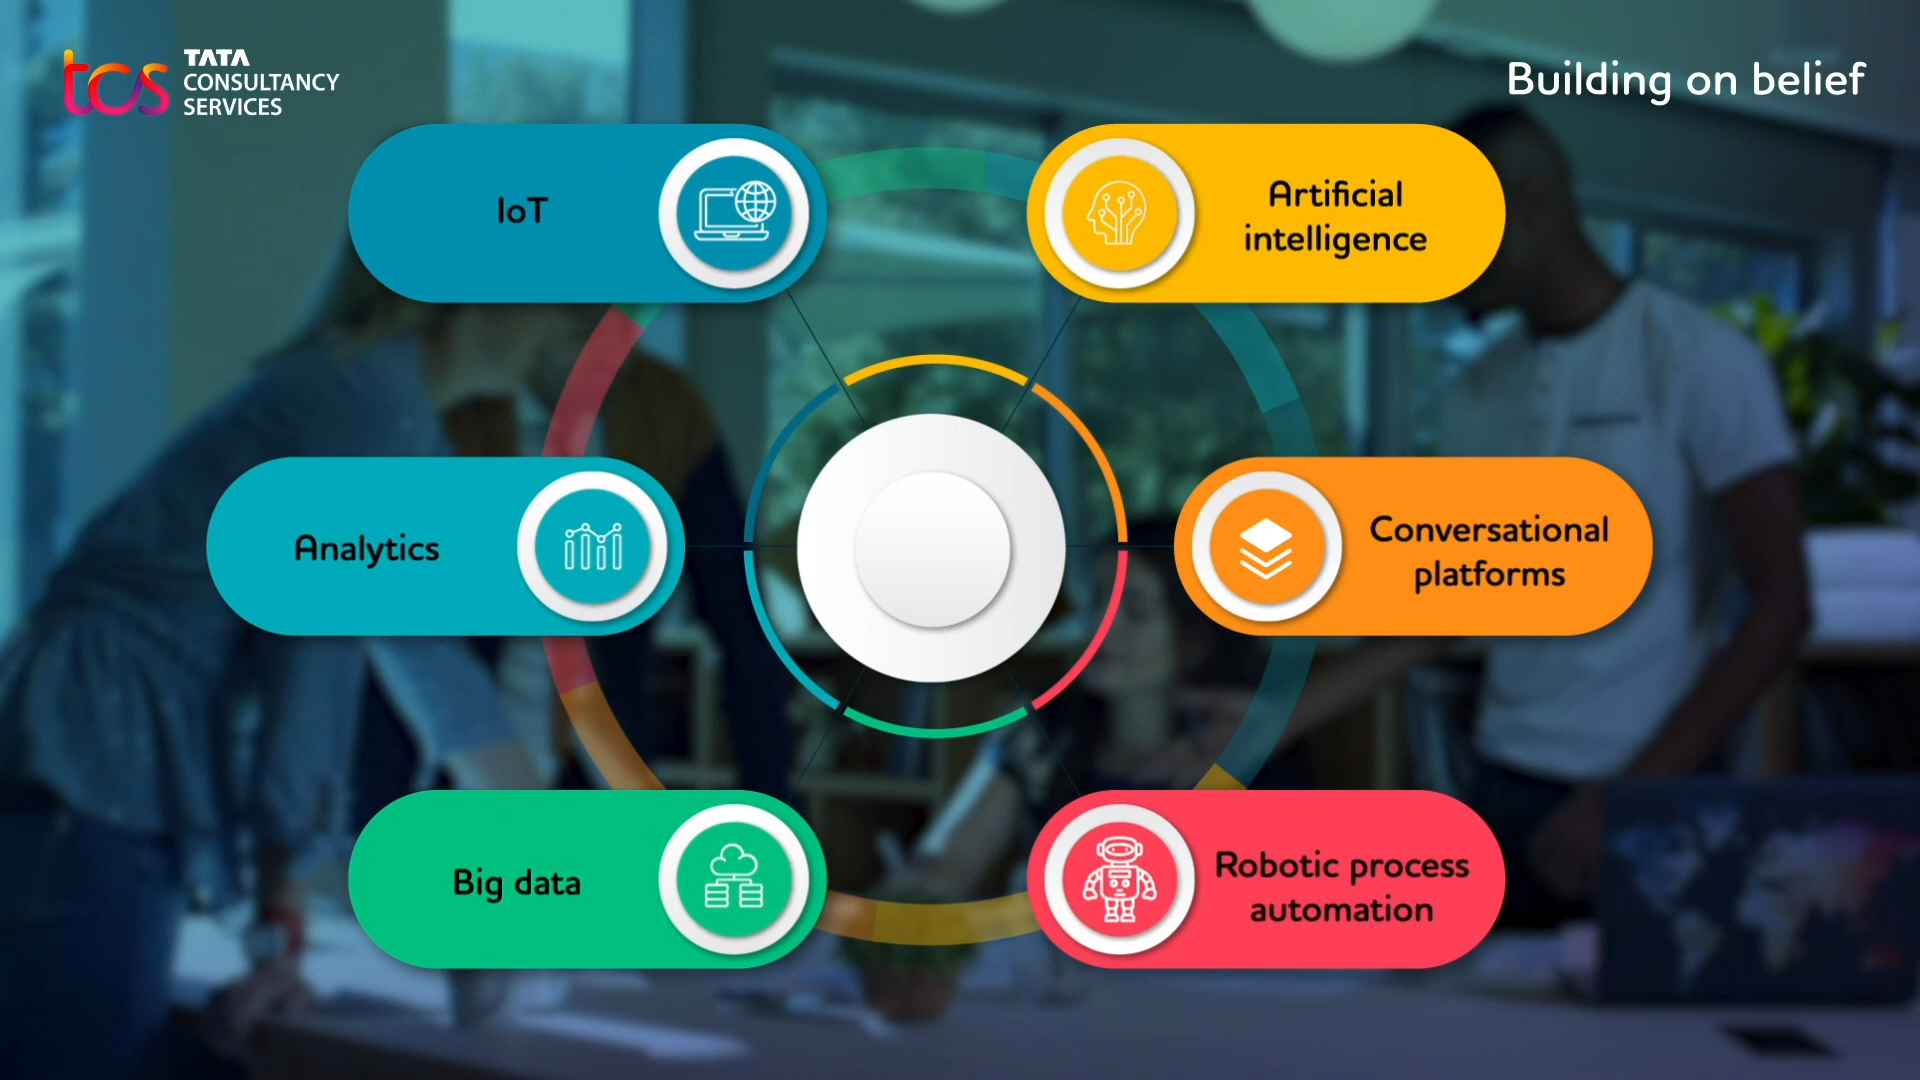 tcs
TATA
CONSULTANCY
SERVICES
Building on belief
IoT
Artificial
intelligence
Analytics
Conversational
platforms
Big data
Robotic process
automation